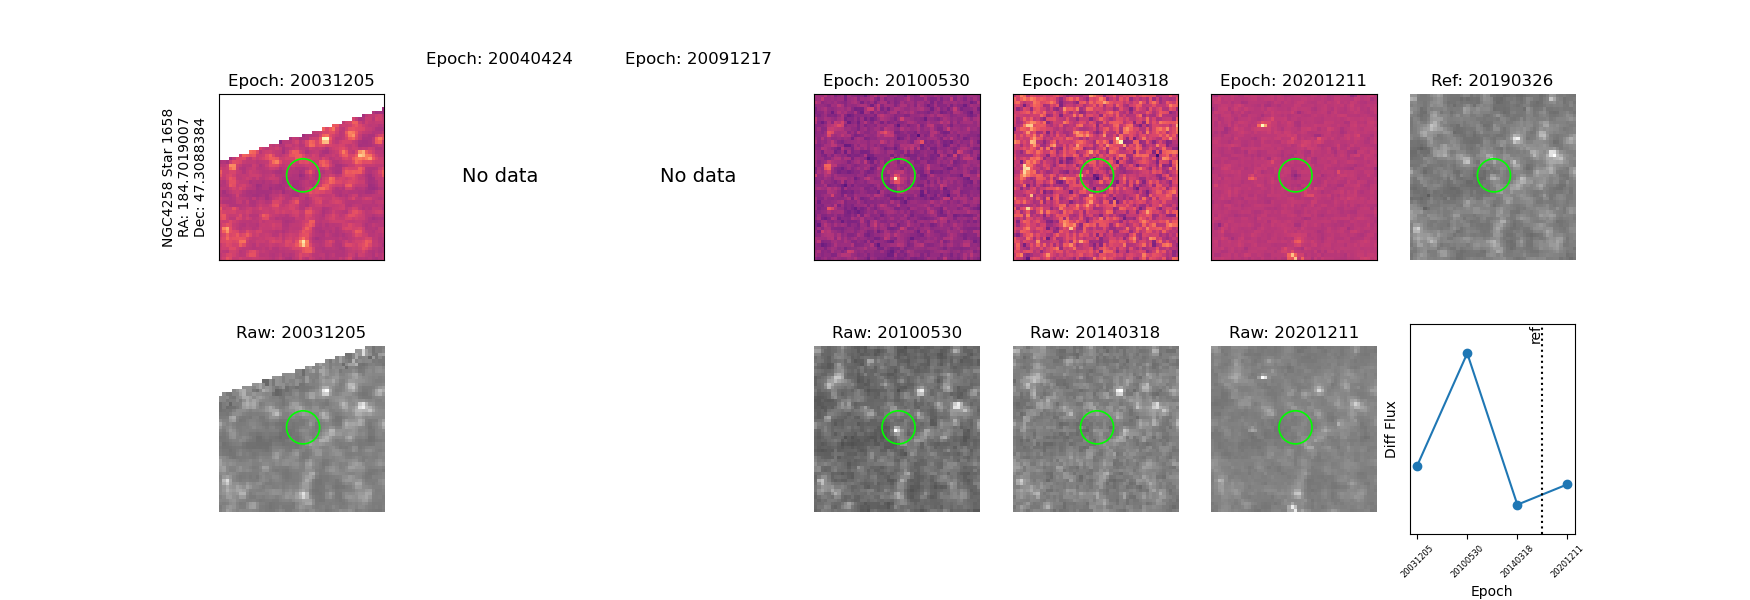 Epoch: 20040424
Epoch: 20091217
Epoch: 20031205
Epoch: 20100530
Epoch: 20140318
Epoch: 20201211
Ref: 20190326
NGC4258 Star 1658
RA: 184.7019007
Dec: 47.3088384
No data
No data
Raw: 20031205
Raw: 20100530
Raw: 20140318
Raw: 20201211
ref
Diff Flux
20031205
20100530
20140318
20201211
Epoch